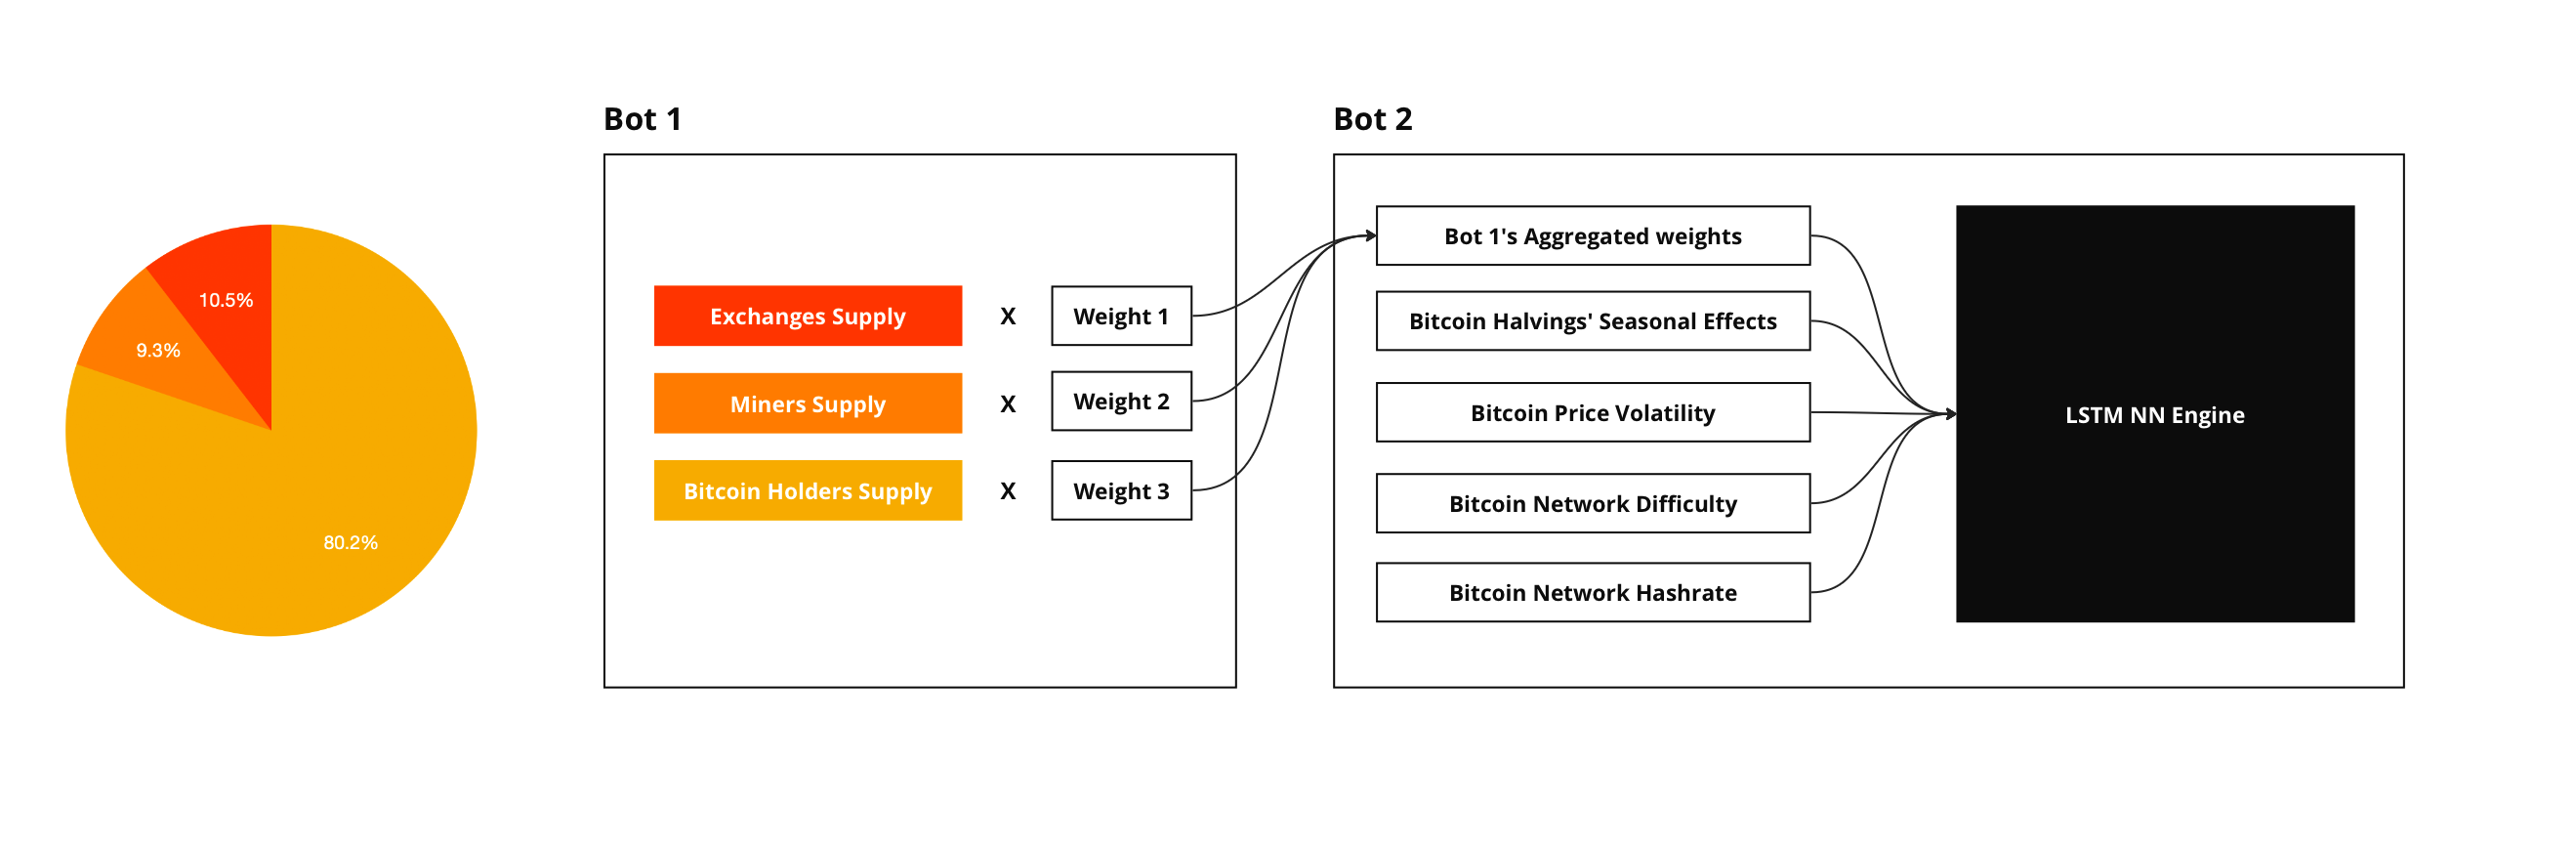 10.5%
9.3%
80.2%
Bot 1
Exchanges Supply X Weight 1
Miners Supply X Weight 2
Bitcoin Holders Supply X Weight 3
Bot 2
Bot 1's Aggregated weights
Bitcoin Halvings' Seasonal Effects
Bitcoin Price Volatility
Bitcoin Network Difficulty
Bitcoin Network Hashrate
LSTM NN Engine